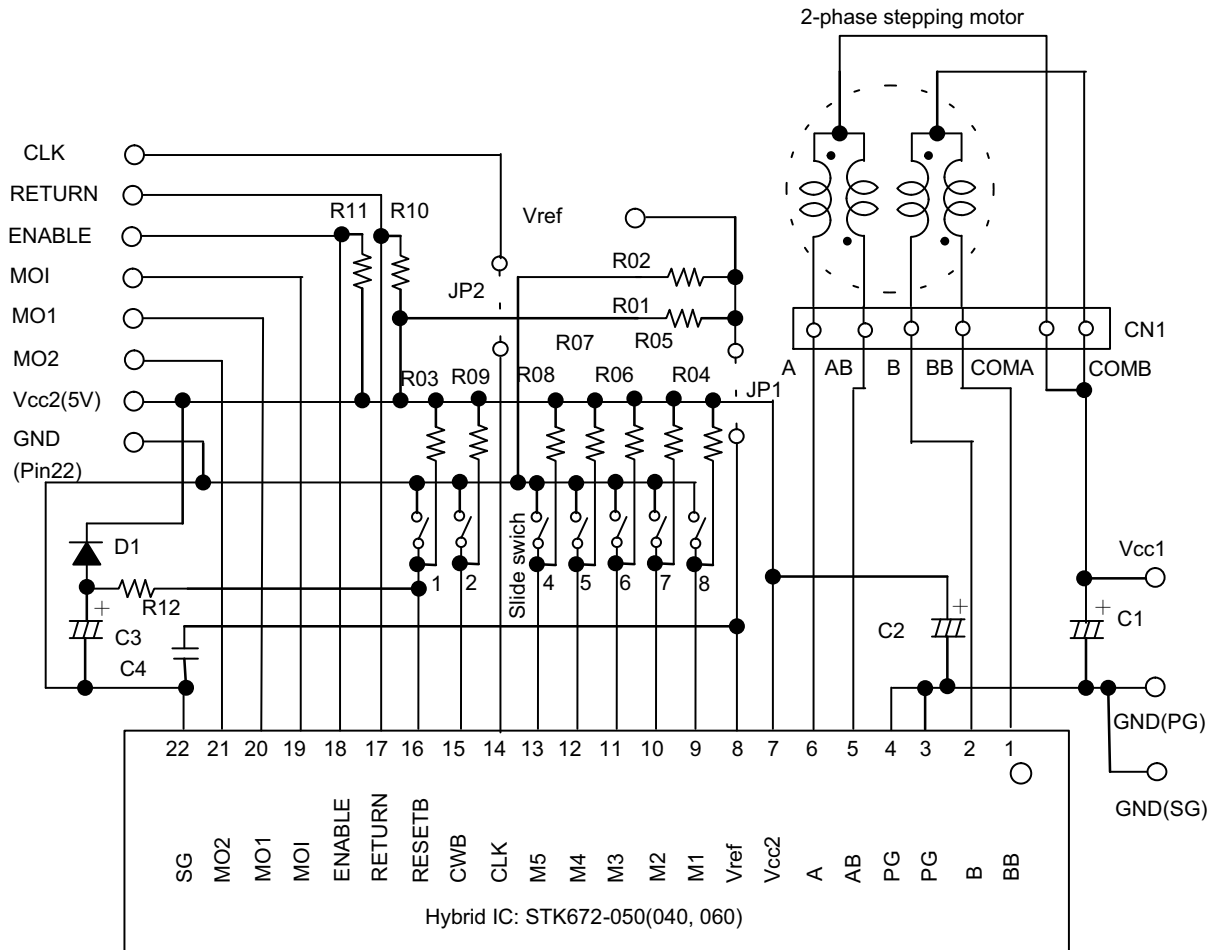 2-phase stepping motor
CLK
RETURN
R11 R10
Vref
ENABLE
R02
MOI
JP2
R01
MO1
R07 R05
CN1
MO2
A AB B BB COMA COMB
R03 R09 R08 R06 R04
JP1
Vcc2(5V)
GND
(Pin22)
Slide swich
D1
Vcc1
1 2 4 5 6 7 8
R12
+
+
+
C3
C2
C1
C4
GND(PG)
22 21 20 19 18 17 16 15 14 13 12 11 10 9 8 7 6 5 4 3 2 1
GND(SG)
SG
MO2
MO1
MOI
ENABLE
RETURN
RESETB
CWB
CLK
M5
M4
M3
M2
M1
Vref
Vcc2
A
AB
PG
PG
B
BB
Hybrid IC: STK672-050(040, 060)